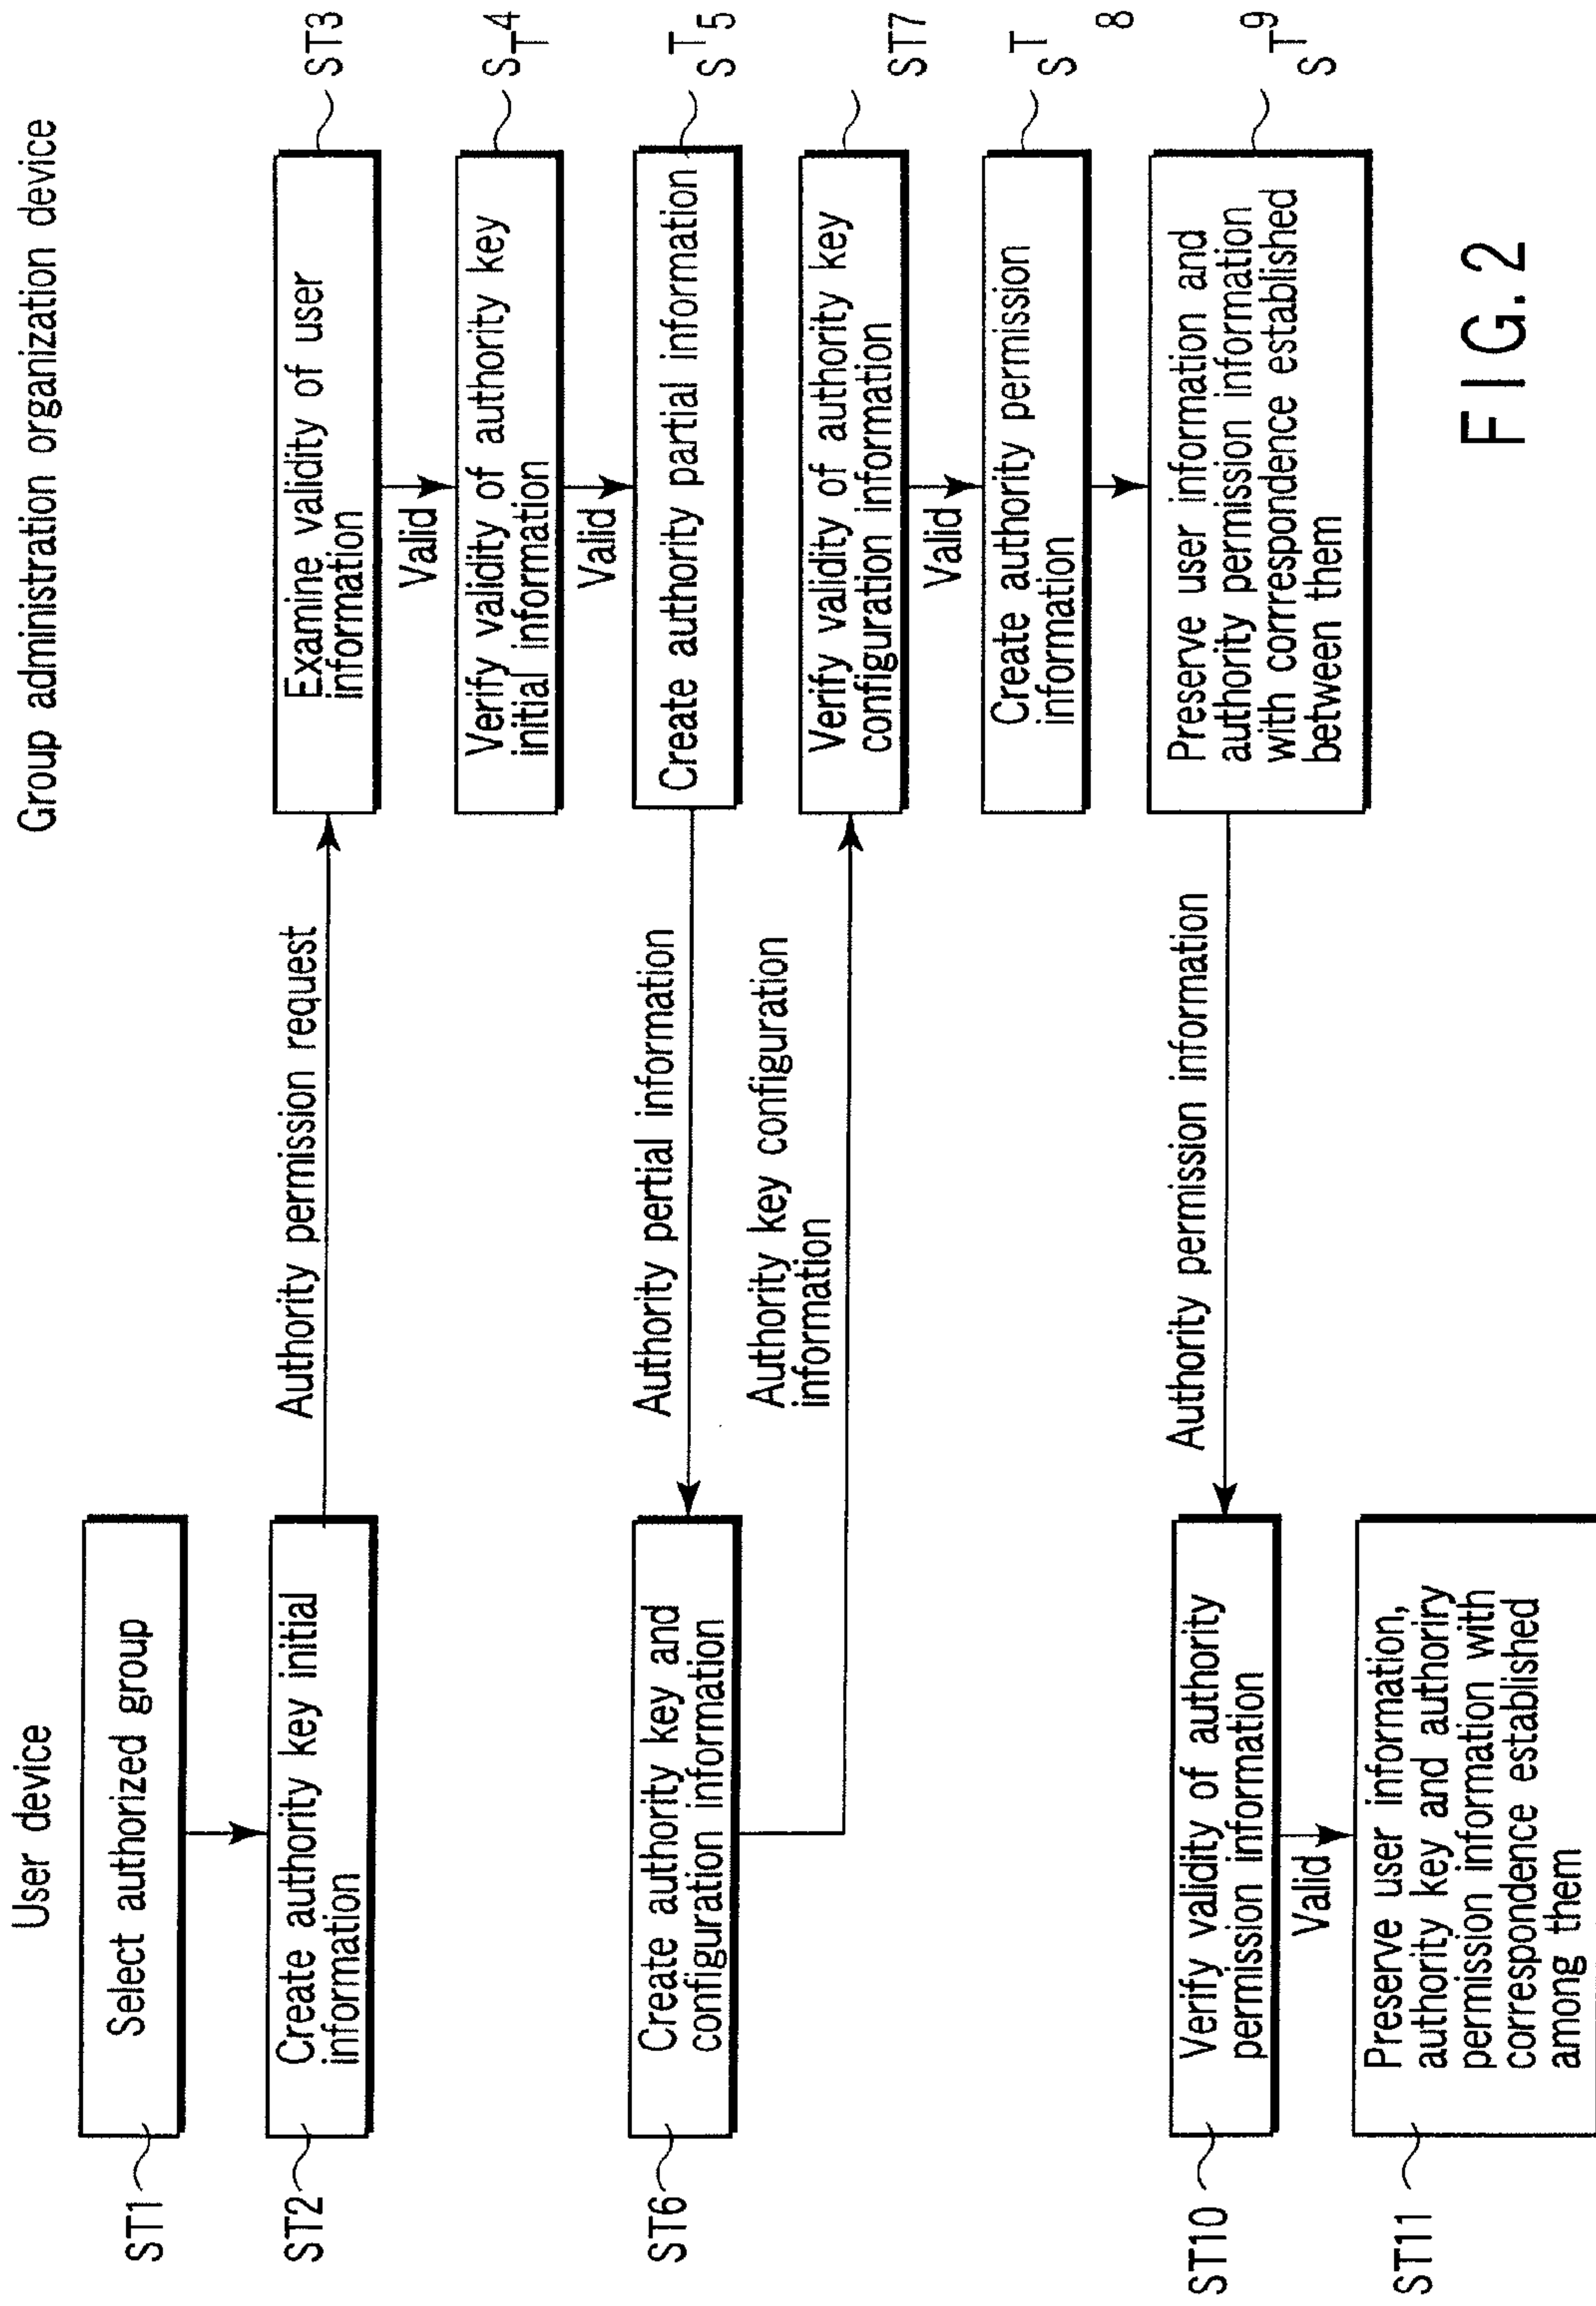 User device
Group administration organization device
ST1
Select authorized group
ST2
Create authority key initial
information
Authority permission request
Examine validity of user
information
ST3
Valid
Verify validity of authority key
initial information
ST4
Valid
Create authority partial information
ST5
Authority pertial information
ST6
Create authority key and
configuration information
Authority key configuration
information
Verify validity of authority key
configuration information
ST7
Valid
Create authority permission
information
ST8
Preserve user information and
authority permission information
with corrrespondence established
between them
ST9
Authority permission information
ST10
Verify validity of authority
permission information
Valid
ST11
Preserve user information,
authority key and authoriry
permission information with
correspondence established
among them
FIG. 2